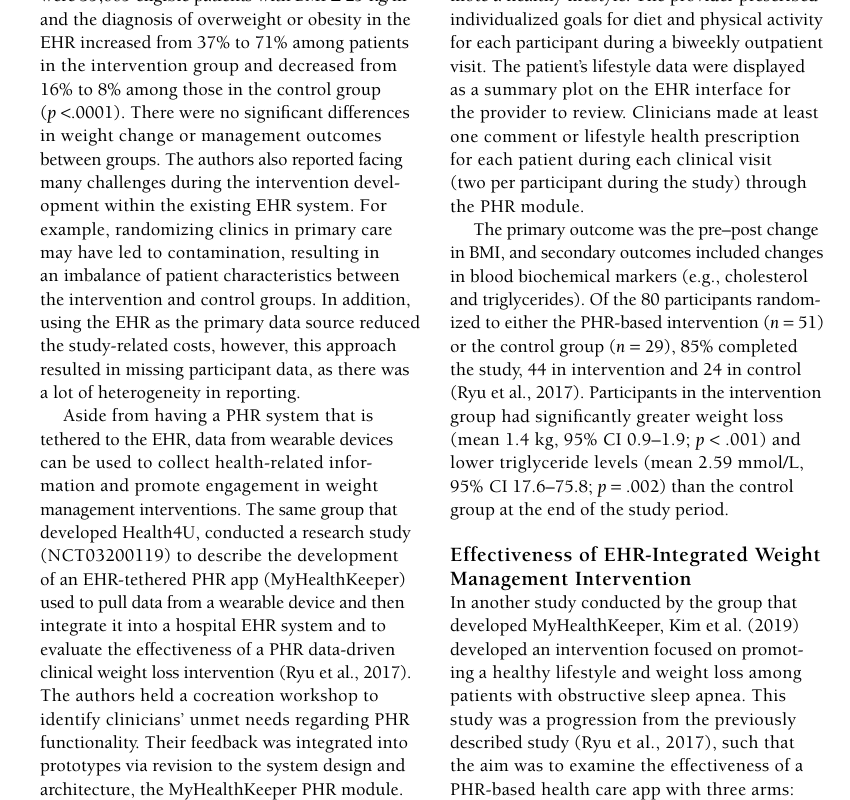 and the diagnosis of overweight or obesity in the
EHR increased from 37% to 71% among patients
in the intervention group and decreased from
16% to 8% among those in the control group
(p <.0001). There were no significant differences
in weight change or management outcomes
between groups. The authors also reported facing
many challenges during the intervention devel-
opment within the existing EHR system. For
example, randomizing clinics in primary care
may have led to contamination, resulting in
an imbalance of patient characteristics between
the intervention and control groups. In addition,
using the EHR as the primary data source reduced
the study-related costs, however, this approach
resulted in missing participant data, as there was
a lot of heterogeneity in reporting.
Aside from having a PHR system that is
tethered to the EHR, data from wearable devices
can be used to collect health-related infor-
mation and promote engagement in weight
management interventions. The same group that
developed Health4U, conducted a research study
(NCT03200119) to describe the development
of an EHR-tethered PHR app (MyHealthKeeper)
used to pull data from a wearable device and then
integrate it into a hospital EHR system and to
evaluate the effectiveness of a PHR data-driven
clinical weight loss intervention (Ryu et al., 2017).
The authors held a cocreation workshop to
identify clinicians’ unmet needs regarding PHR
functionality. Their feedback was integrated into
prototypes via revision to the system design and
architecture, the MyHealthKeeper PHR module.
individualized goals for diet and physical activity
for each participant during a biweekly outpatient
visit. The patient’s lifestyle data were displayed
as a summary plot on the EHR interface for
the provider to review. Clinicians made at least
one comment or lifestyle health prescription
for each patient during each clinical visit
(two per participant during the study) through
the PHR module.
The primary outcome was the pre–post change
in BMI, and secondary outcomes included changes
in blood biochemical markers (e.g., cholesterol
and triglycerides). Of the 80 participants random-
ized to either the PHR-based intervention (n = 51)
or the control group (n = 29), 85% completed
the study, 44 in intervention and 24 in control
(Ryu et al., 2017). Participants in the intervention
group had significantly greater weight loss
(mean 1.4 kg, 95% CI 0.9–1.9; p < .001) and
lower triglyceride levels (mean 2.59 mmol/L,
95% CI 17.6–75.8; p = .002) than the control
group at the end of the study period.
Effectiveness of EHR-Integrated Weight
Management Intervention
In another study conducted by the group that
developed MyHealthKeeper, Kim et al. (2019)
developed an intervention focused on promot-
ing a healthy lifestyle and weight loss among
patients with obstructive sleep apnea. This
study was a progression from the previously
described study (Ryu et al., 2017), such that
the aim was to examine the effectiveness of a
PHR-based health care app with three arms: